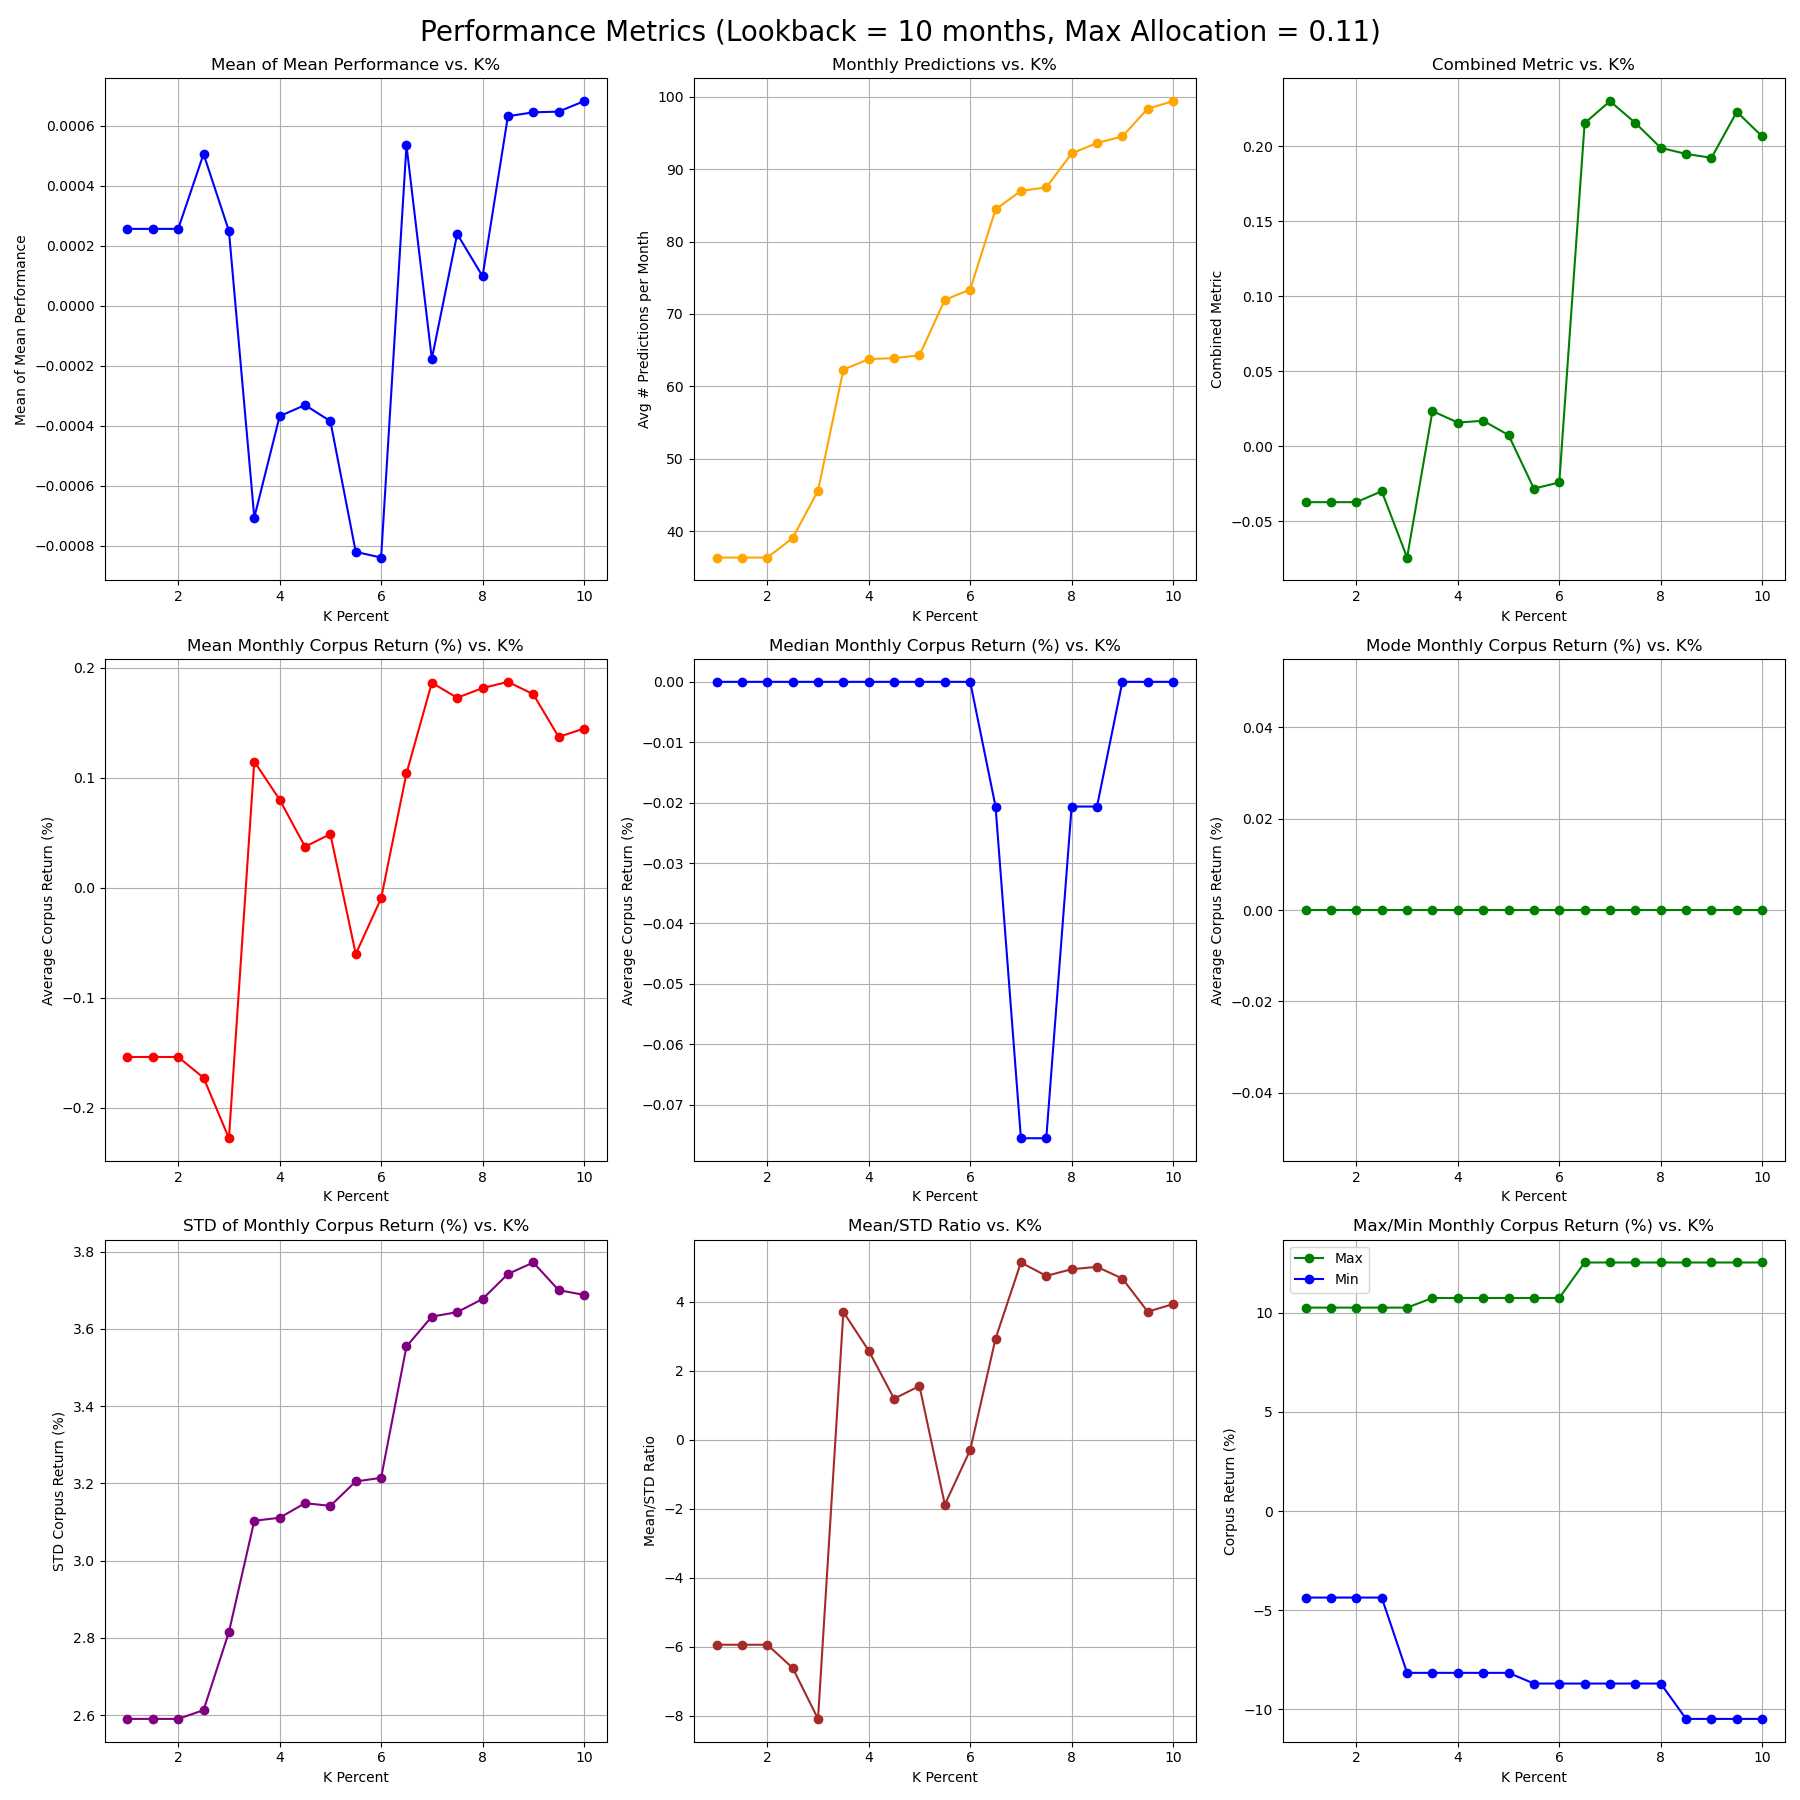 Performance Metrics (Lookback = 10 months, Max Allocation = 0.11)
Mean of Mean Performance vs. K%
Mean of Mean Performance
0.0006
0.0004
0.0002
0.0000
−0.0002
−0.0004
−0.0006
−0.0008
2 4 6 8 10
K Percent
Monthly Predictions vs. K%
Avg # Predictions per Month
100
90
80
70
60
50
40
2 4 6 8 10
K Percent
Combined Metric vs. K%
Combined Metric
0.20
0.15
0.10
0.05
0.00
−0.05
2 4 6 8 10
K Percent
Mean Monthly Corpus Return (%) vs. K%
Average Corpus Return (%)
0.2
0.1
0.0
−0.1
−0.2
2 4 6 8 10
K Percent
Median Monthly Corpus Return (%) vs. K%
Average Corpus Return (%)
0.00
−0.01
−0.02
−0.03
−0.04
−0.05
−0.06
−0.07
2 4 6 8 10
K Percent
Mode Monthly Corpus Return (%) vs. K%
Average Corpus Return (%)
0.04
0.02
0.00
−0.02
−0.04
2 4 6 8 10
K Percent
STD of Monthly Corpus Return (%) vs. K%
STD Corpus Return (%)
3.8
3.6
3.4
3.2
3.0
2.8
2.6
2 4 6 8 10
K Percent
Mean/STD Ratio vs. K%
Mean/STD Ratio
4
2
0
−2
−4
−6
−8
2 4 6 8 10
K Percent
Max/Min Monthly Corpus Return (%) vs. K%
Corpus Return (%)
Max
Min
10
5
0
−5
−10
2 4 6 8 10
K Percent